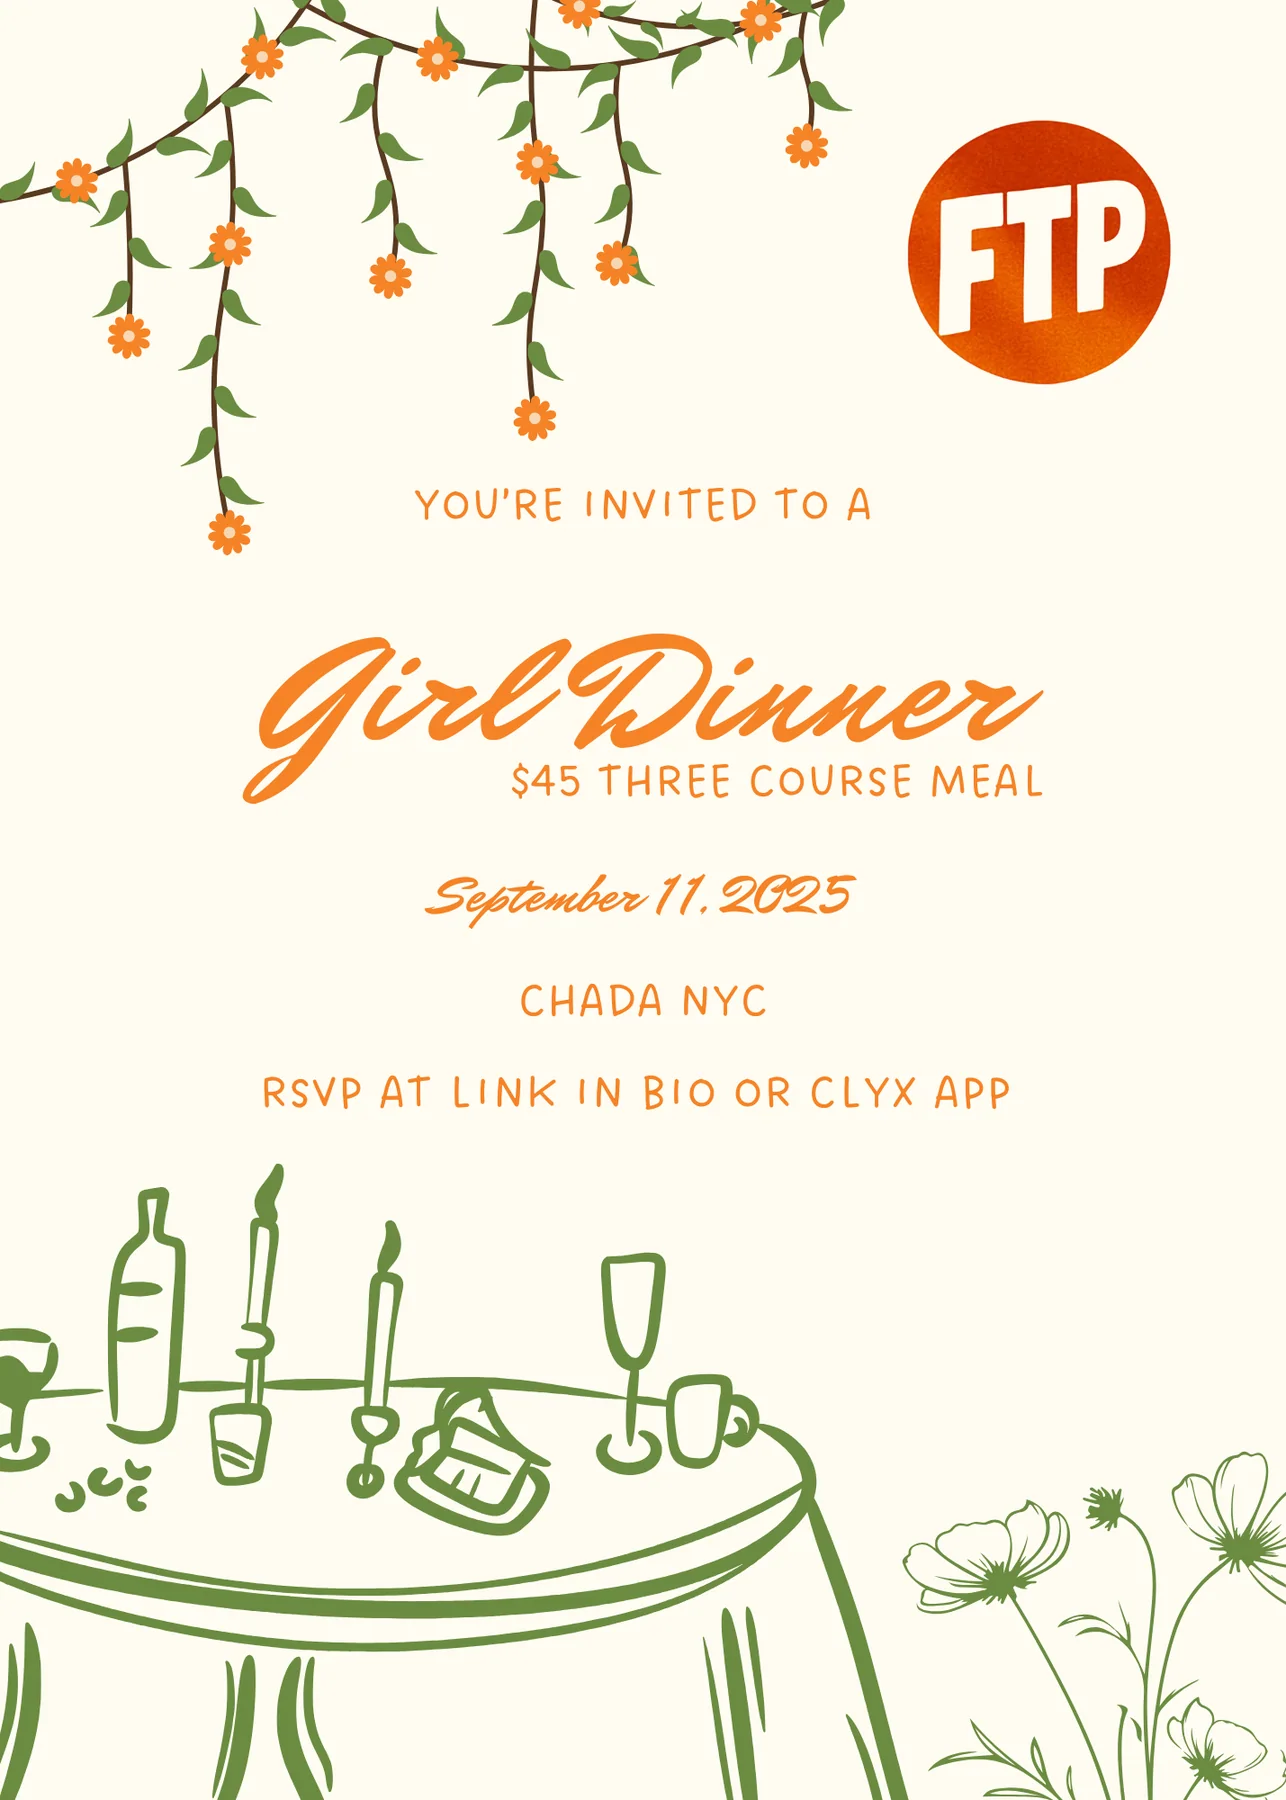 FTP
YOU'RE INVITED TO A
Girl Dinner
$45 THREE COURSE MEAL
September 11, 2025
CHADA NYC
RSVP AT LINK IN BIO OR CLYX APP